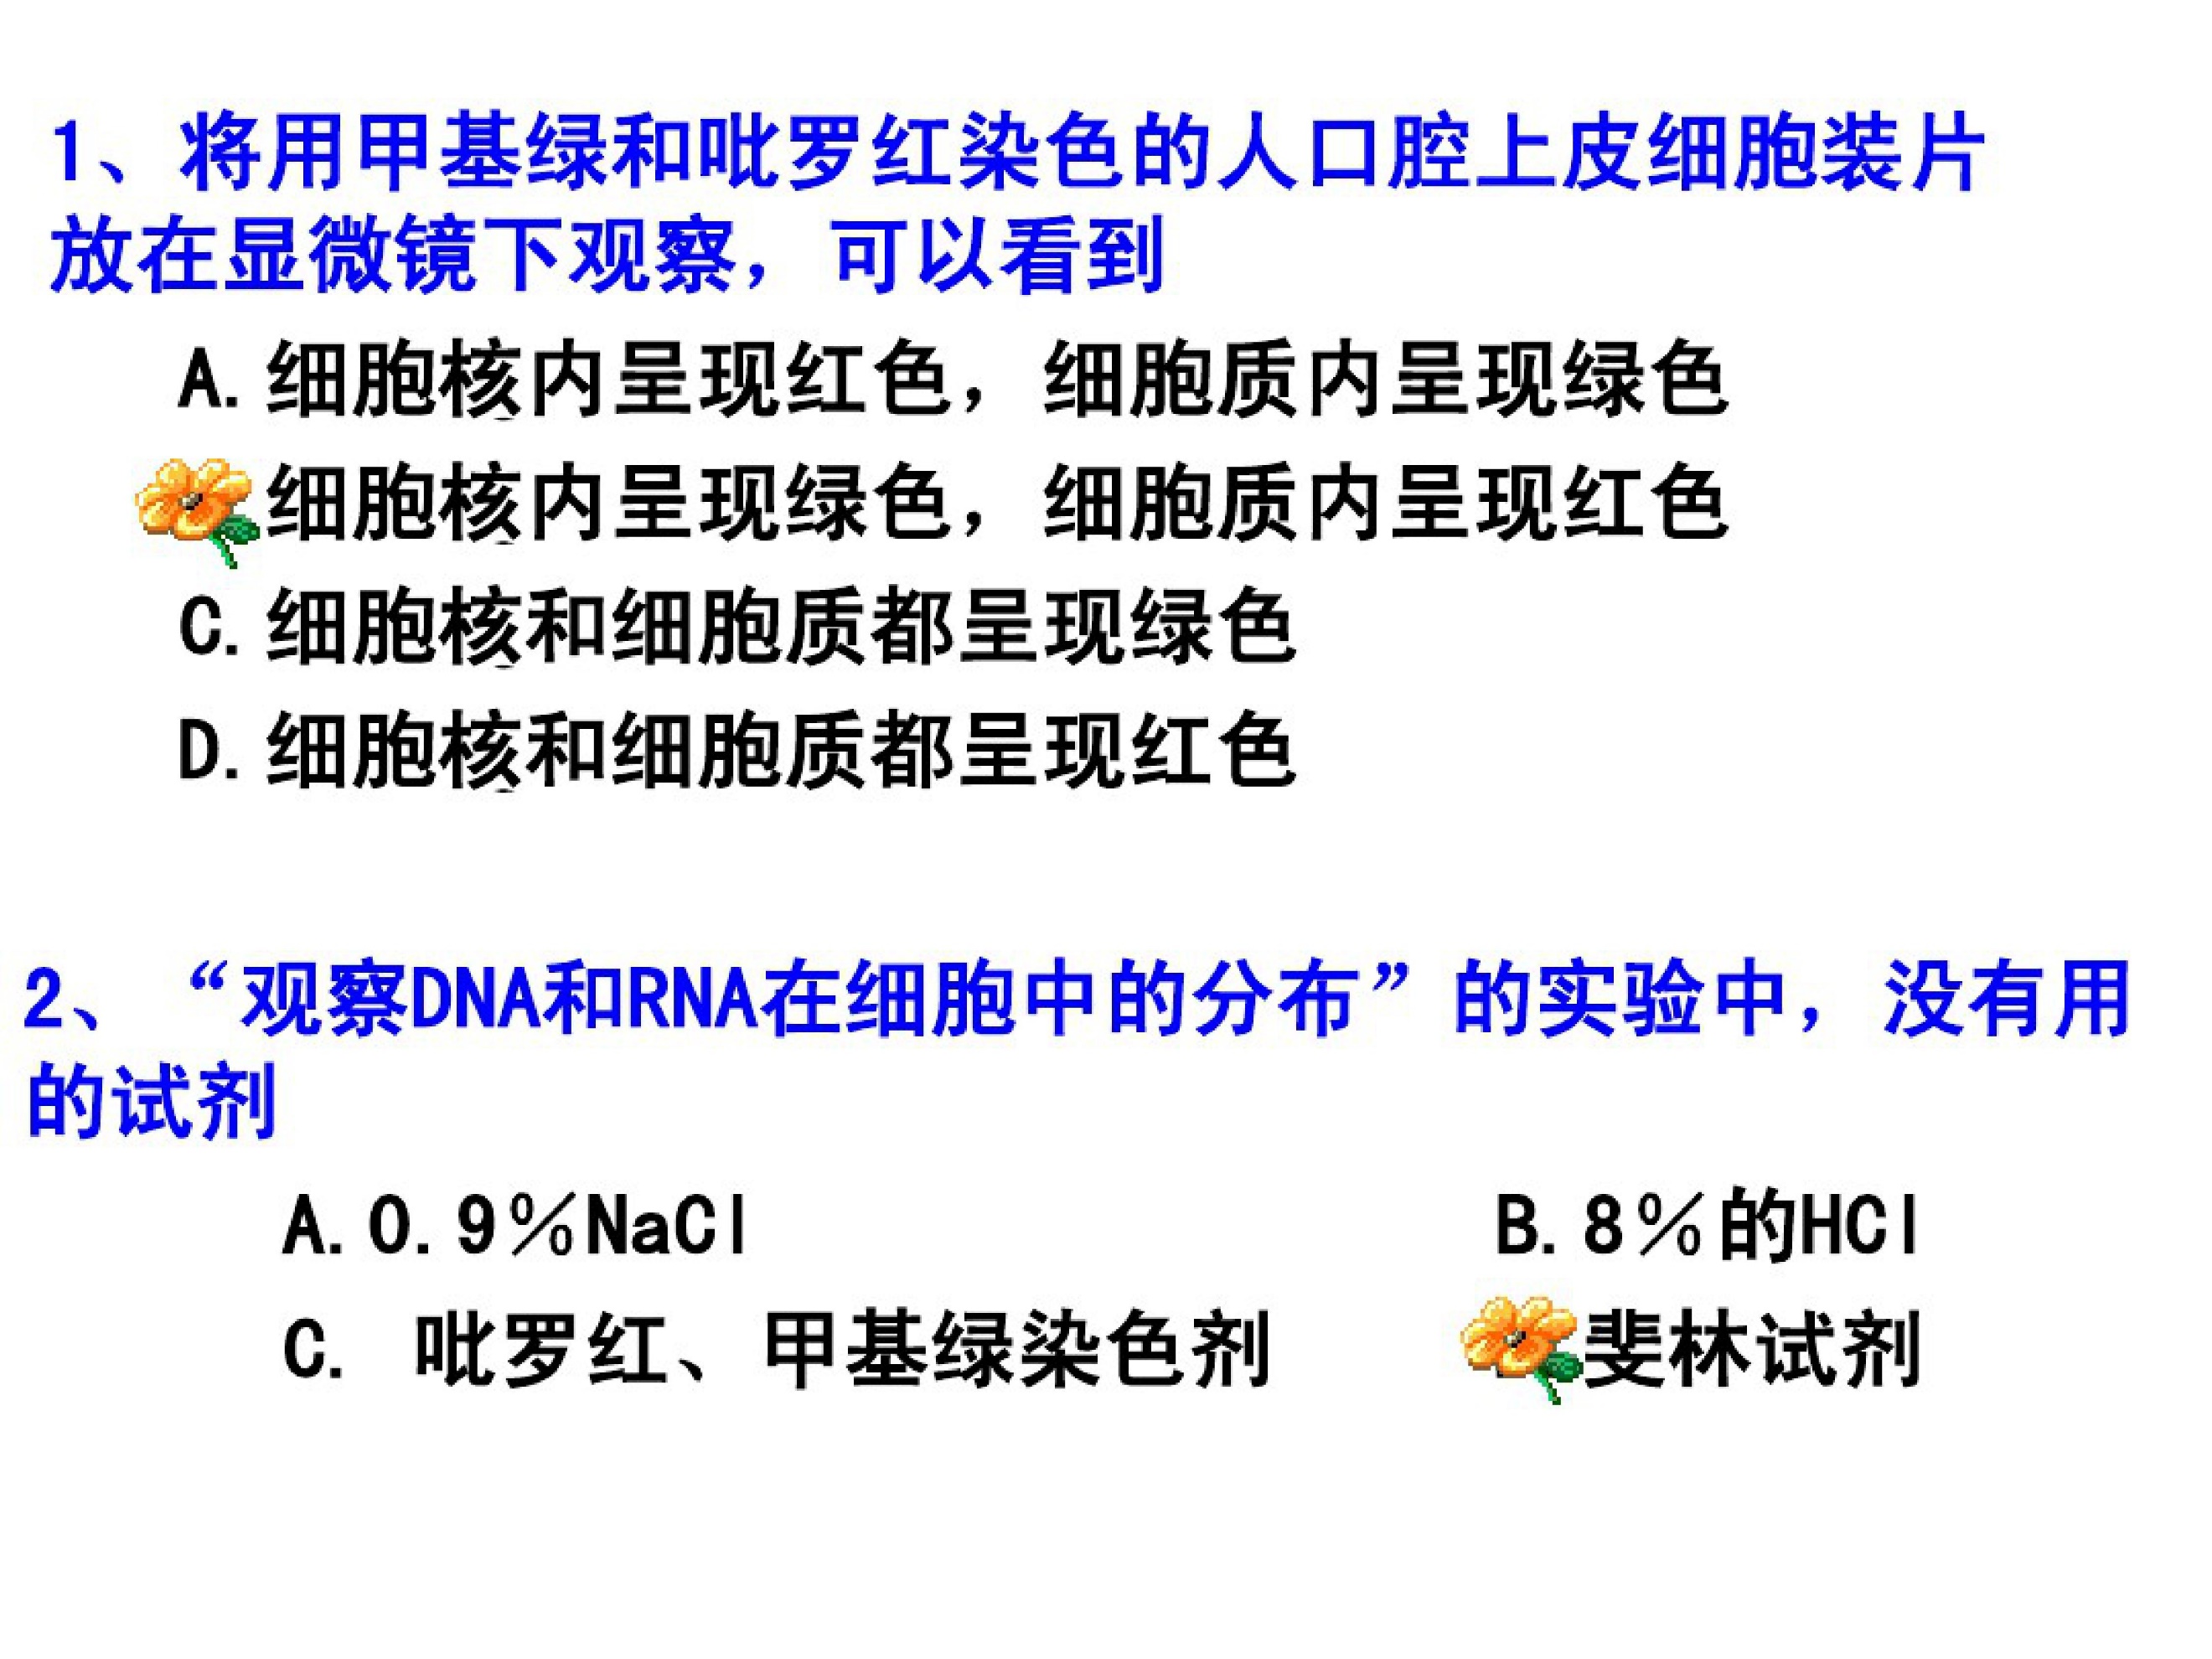 1、将用甲基绿和吡罗红染色的人口腔上皮细胞装片
放在显微镜下观察，可以看到
A.细胞核内呈现红色，细胞质内呈现绿色
细胞核内呈现绿色，细胞质内呈现红色
C.细胞核和细胞质都呈现绿色
D.细胞核和细胞质都呈现红色
2、“观察DNA和RNA在细胞中的分布”的实验中，没有用
的试剂
A.0.9％NaCl B.8％的HCl
C. 吡罗红、甲基绿染色剂 斐林试剂